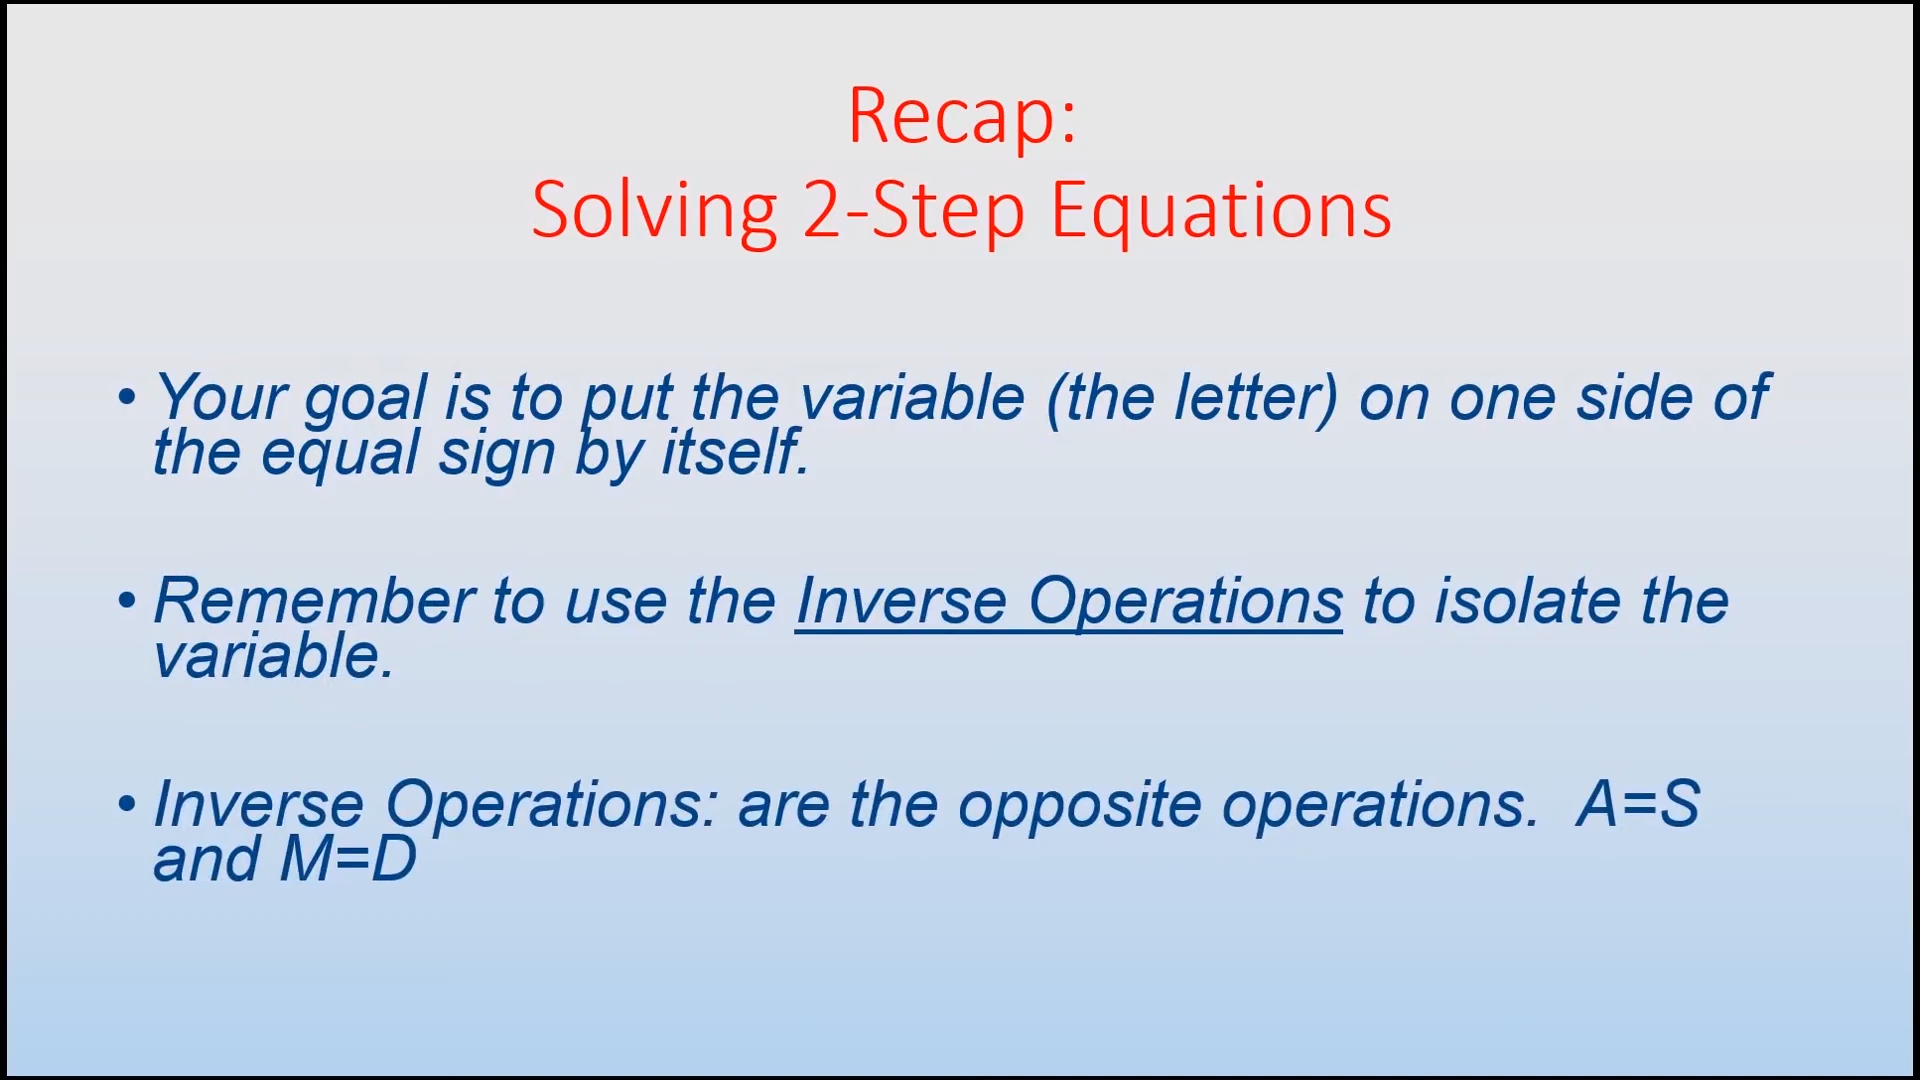 Recap:
Solving 2-Step Equations
• Your goal is to put the variable (the letter) on one side of
the equal sign by itself.
• Remember to use the Inverse Operations to isolate the
variable.
• Inverse Operations: are the opposite operations.  A=S
and M=D